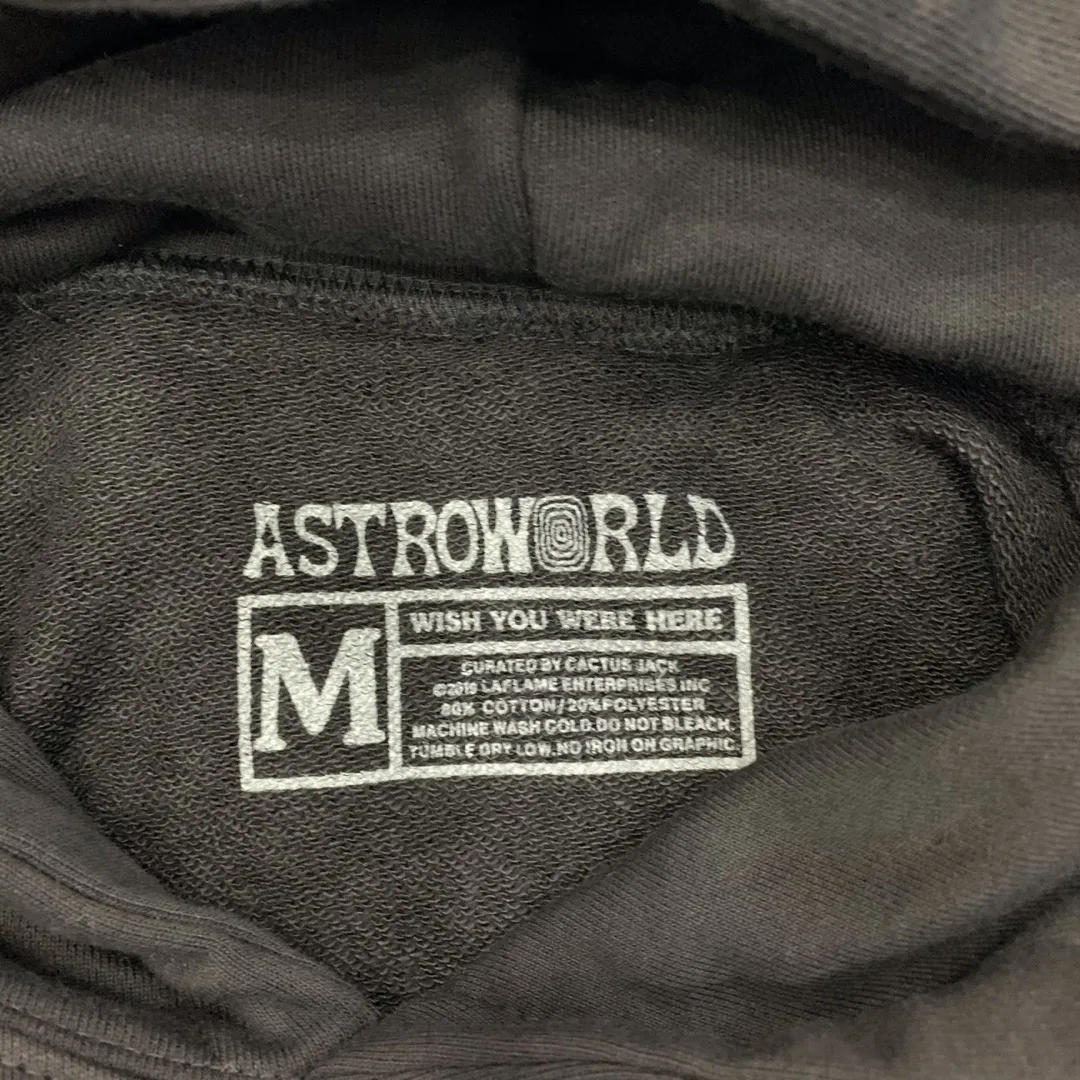 ASTROWORLD
M
WISH YOU WERE HERE
CURATED BY CACTUS JACK
©2019 LAFLAME ENTERPRISES INC
80% COTTON/20%POLYESTER
MACHINE WASH COLD.DO NOT BLEACH.
TUMBLE DRY LOW.NO IRON ON GRAPHIC.